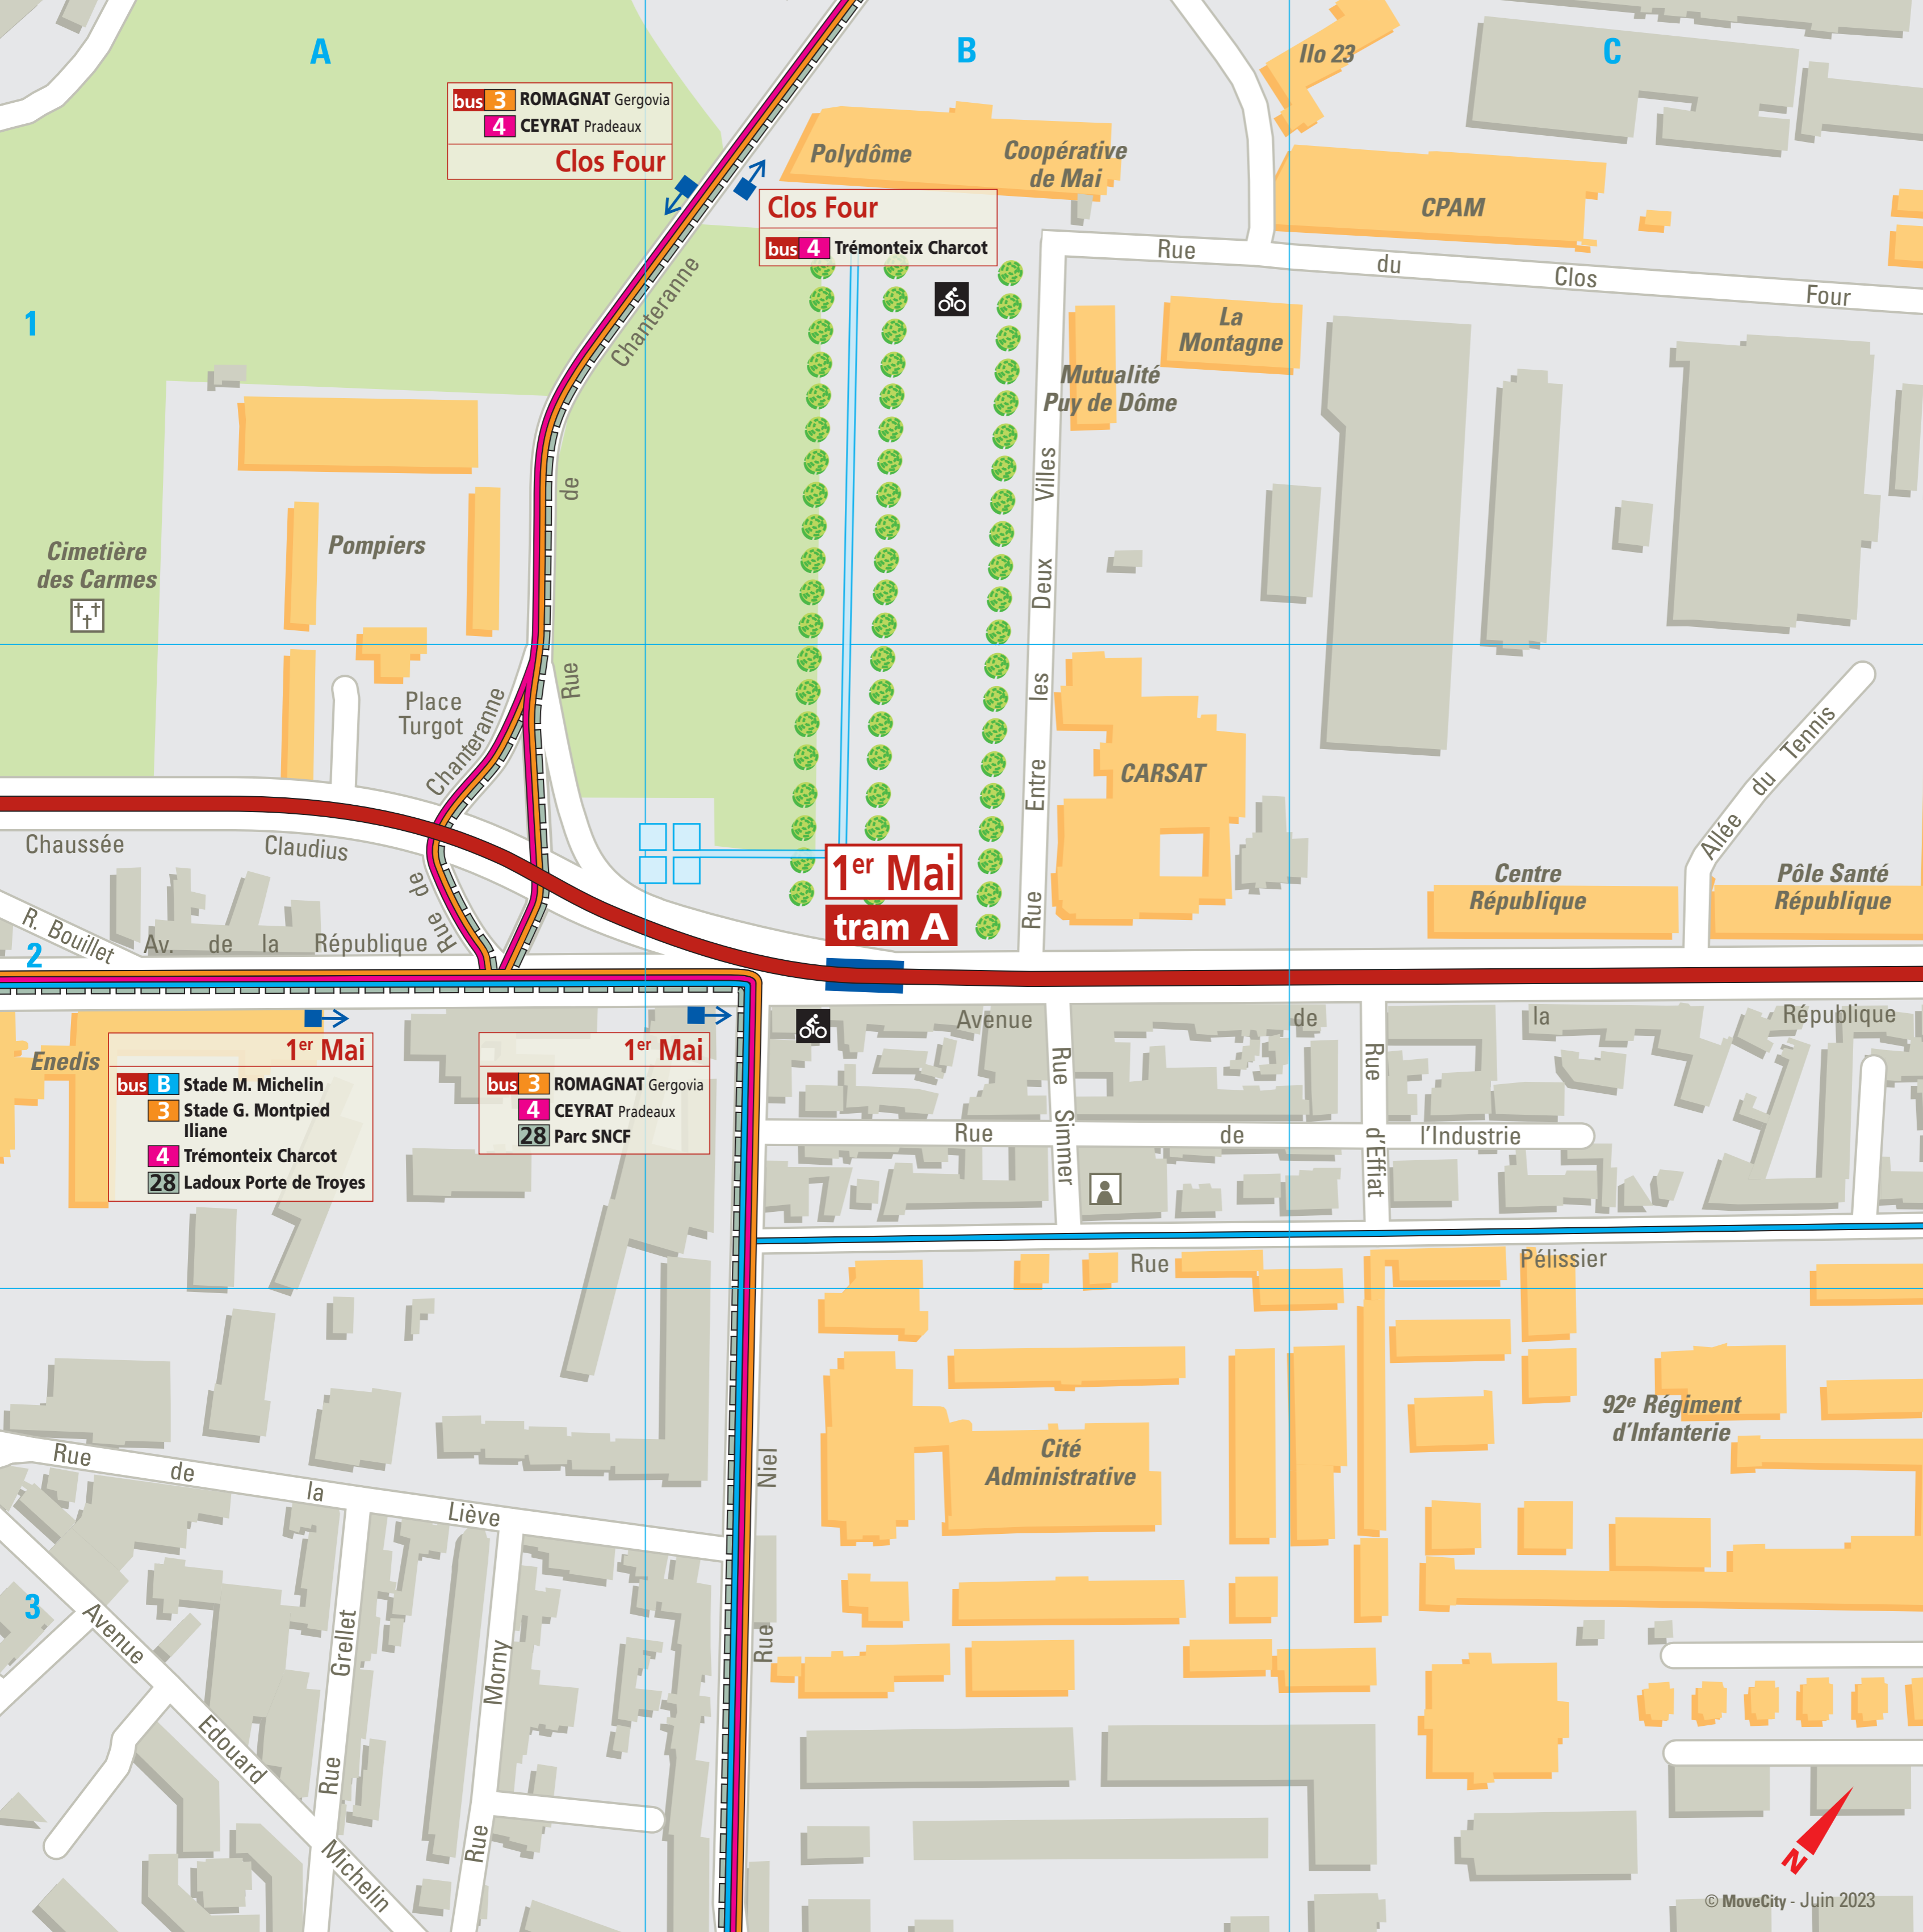 A
B
C
1
2
3
bus 3 ROMAGNAT Gergovia
4 CEYRAT Pradeaux
Clos Four
Clos Four
bus 4 Trémonteix Charcot
Polydôme
Coopérative
de Mai
Ilo 23
CPAM
Rue du Clos Four
La
Montagne
Mutualité
Puy de Dôme
Rue de Chanteranne
Cimetière
des Carmes
Pompiers
Place
Turgot
Rue de Chanteranne
Rue Entre les Deux Villes
CARSAT
Allée du Tennis
Centre
République
Pôle Santé
République
Chaussée Claudius
R. Bouillet
Av. de la République
1er Mai
tram A
Avenue de la République
Enedis
1er Mai
bus B Stade M. Michelin
3 Stade G. Montpied
Iliane
4 Trémonteix Charcot
28 Ladoux Porte de Troyes
1er Mai
bus 3 ROMAGNAT Gergovia
4 CEYRAT Pradeaux
28 Parc SNCF
Rue Simmer
Rue d'Effiat
Rue de l'Industrie
Rue Pélissier
92e Régiment
d'Infanterie
Cité
Administrative
Rue Niel
Rue de la Liève
Rue Grellet
Rue Morny
Avenue Edouard Michelin
N
© MoveCity - Juin 2023